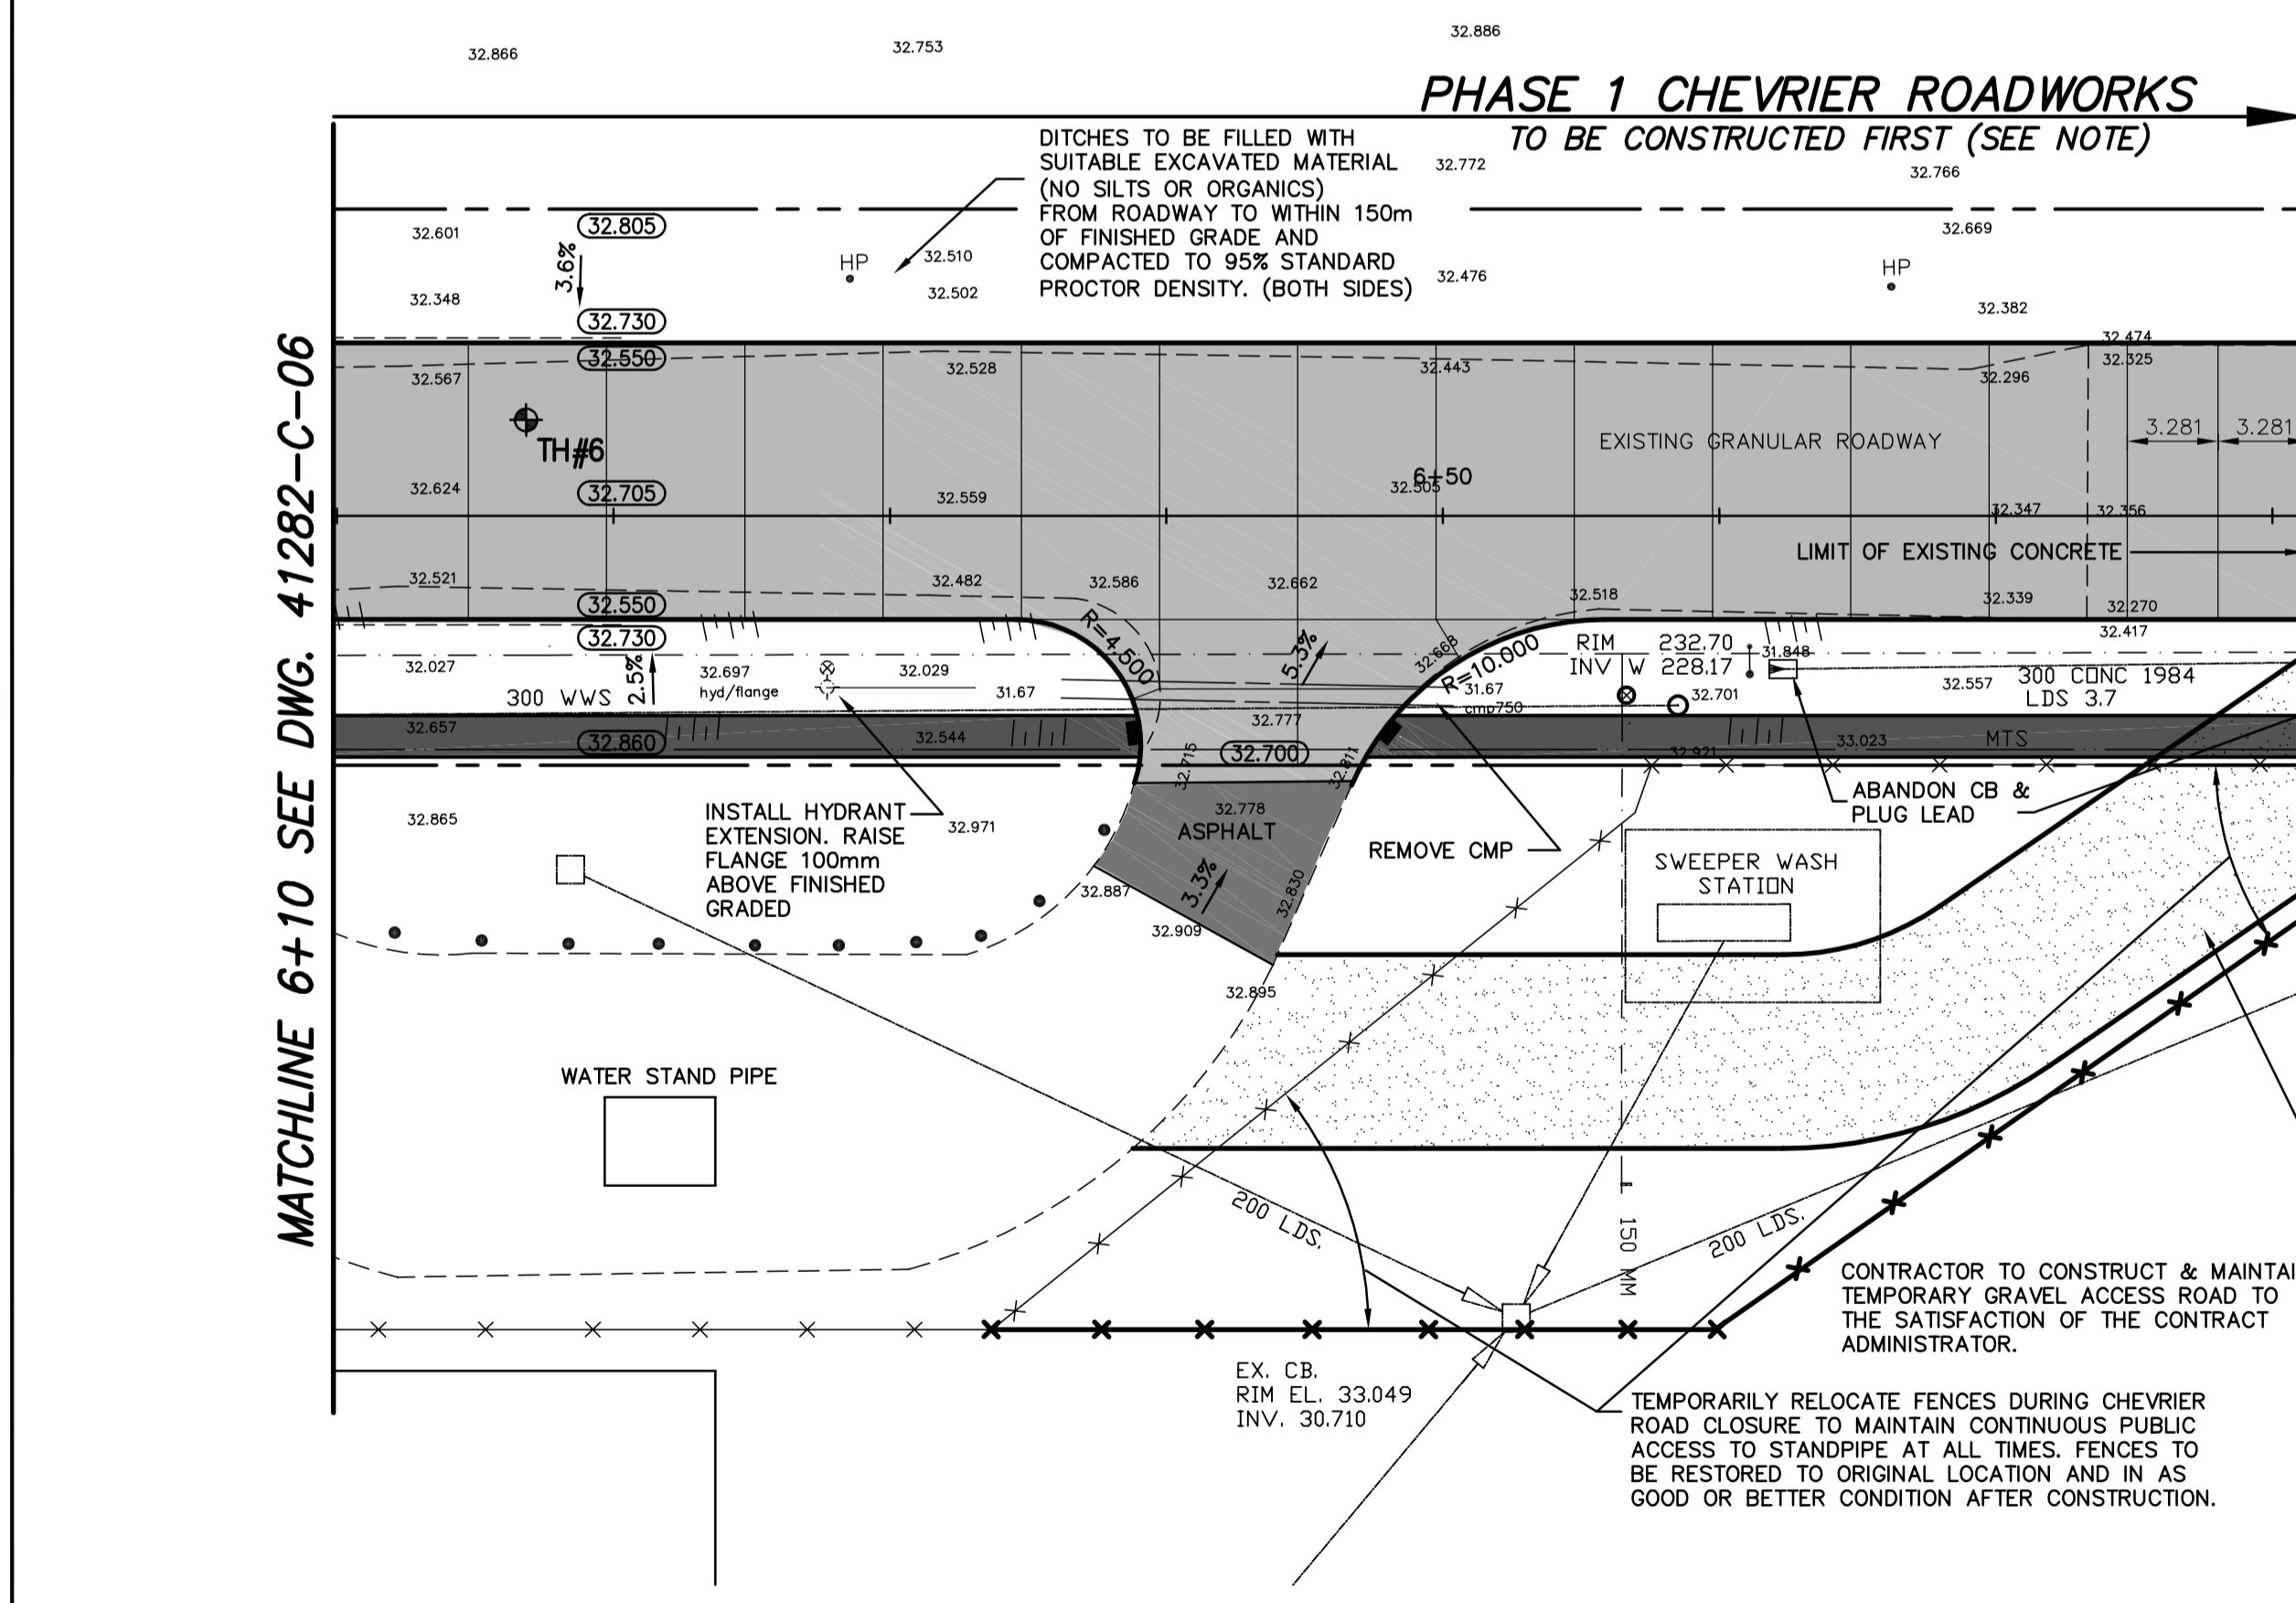 32.866
32.753
32.886
PHASE 1 CHEVRIER ROADWORKS
TO BE CONSTRUCTED FIRST (SEE NOTE)
DITCHES TO BE FILLED WITH
SUITABLE EXCAVATED MATERIAL
(NO SILTS OR ORGANICS)
FROM ROADWAY TO WITHIN 150m
OF FINISHED GRADE AND
COMPACTED TO 95% STANDARD
PROCTOR DENSITY. (BOTH SIDES)
32.772
32.766
32.601
32.805
32.669
3.6%
HP
32.510
32.476
HP
32.348
32.502
32.382
32.730
32.474
32.550
32.325
32.567
32.528
32.443
32.296
MATCHLINE 6+10 SEE DWG. 41282-C-06
TH#6
EXISTING GRANULAR ROADWAY
3.281
3.281
6+50
32.624
32.705
32.559
32.505
32.347
32.356
LIMIT OF EXISTING CONCRETE
32.521
32.482
32.586
32.662
32.518
32.550
32.339
32.270
32.730
R=4,500
5.3%
32.668
R=10.000
RIM 232.70
INV W 228.17
31.848
32.417
32.027
2.5%
32.697
hyd/flange
32.029
31.67
31.67
cmp750
32.701
32.557
300 CONC 1984
LDS 3.7
300 WWS
32.657
32.860
32.544
32.777
32.700
32.715
32.811
32.921
33.023
MTS
INSTALL HYDRANT
EXTENSION. RAISE
FLANGE 100mm
ABOVE FINISHED
GRADED
32.865
32.971
32.778
ASPHALT
3.3%
32.830
32.887
32.909
32.895
REMOVE CMP
ABANDON CB &
PLUG LEAD
SWEEPER WASH
STATION
WATER STAND PIPE
200 LDS.
150 MM
200 LDS.
CONTRACTOR TO CONSTRUCT & MAINTAI
TEMPORARY GRAVEL ACCESS ROAD TO
THE SATISFACTION OF THE CONTRACT
ADMINISTRATOR.
EX. CB.
RIM EL. 33.049
INV. 30.710
TEMPORARILY RELOCATE FENCES DURING CHEVRIER
ROAD CLOSURE TO MAINTAIN CONTINUOUS PUBLIC
ACCESS TO STANDPIPE AT ALL TIMES. FENCES TO
BE RESTORED TO ORIGINAL LOCATION AND IN AS
GOOD OR BETTER CONDITION AFTER CONSTRUCTION.